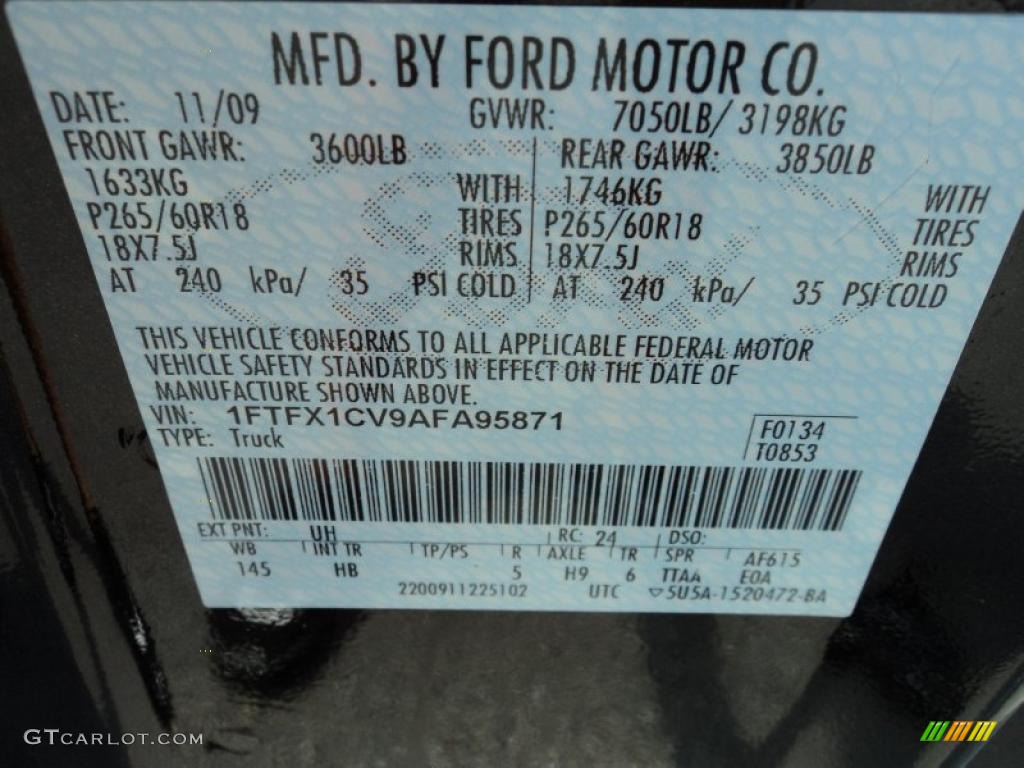 MFD. BY FORD MOTOR CO.
DATE: 11/09 GVWR: 7050LB/ 3198KG
FRONT GAWR: 3600LB REAR GAWR: 3850LB
1633KG WITH 1746KG WITH
P265/60R18 TIRES P265/60R18 TIRES
18X7.5J RIMS 18X7.5J RIMS
AT 240 kPa/ 35 PSI COLD AT 240 kPa/ 35 PSI COLD
THIS VEHICLE CONFORMS TO ALL APPLICABLE FEDERAL MOTOR
VEHICLE SAFETY STANDARDS IN EFFECT ON THE DATE OF
MANUFACTURE SHOWN ABOVE.
VIN: 1FTFX1CV9AFA95871
TYPE: Truck
F0134
T0853
EXT PNT: UH RC: 24 DSO:
WB INT TR TP/PS R AXLE TR SPR AF615
145 HB 5 H9 6 TTAA E0A
2200911225102 UTC ▽5U5A-1520472-BA
GTCARLOT.COM